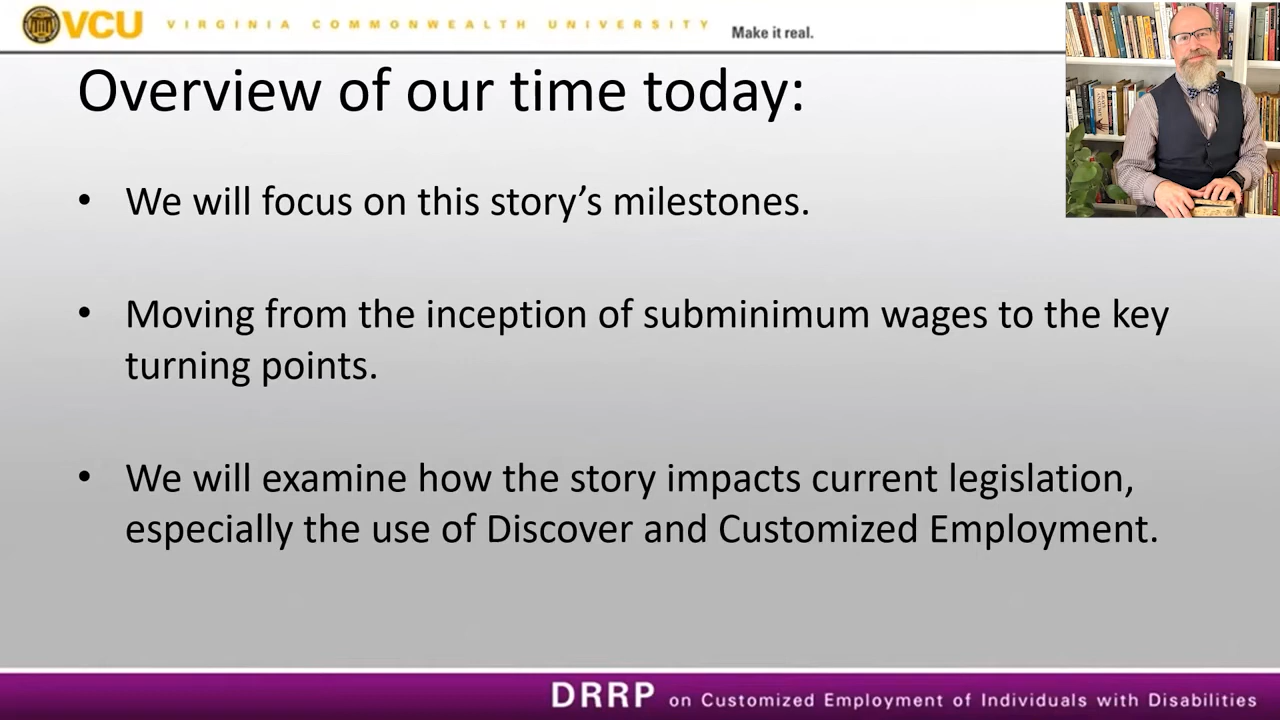 VCU VIRGINIA COMMONWEALTH UNIVERSITY Make it real.
Overview of our time today:
• We will focus on this story’s milestones.
• Moving from the inception of subminimum wages to the key
turning points.
• We will examine how the story impacts current legislation,
especially the use of Discover and Customized Employment.
DRRP on Customized Employment of Individuals with Disabilities